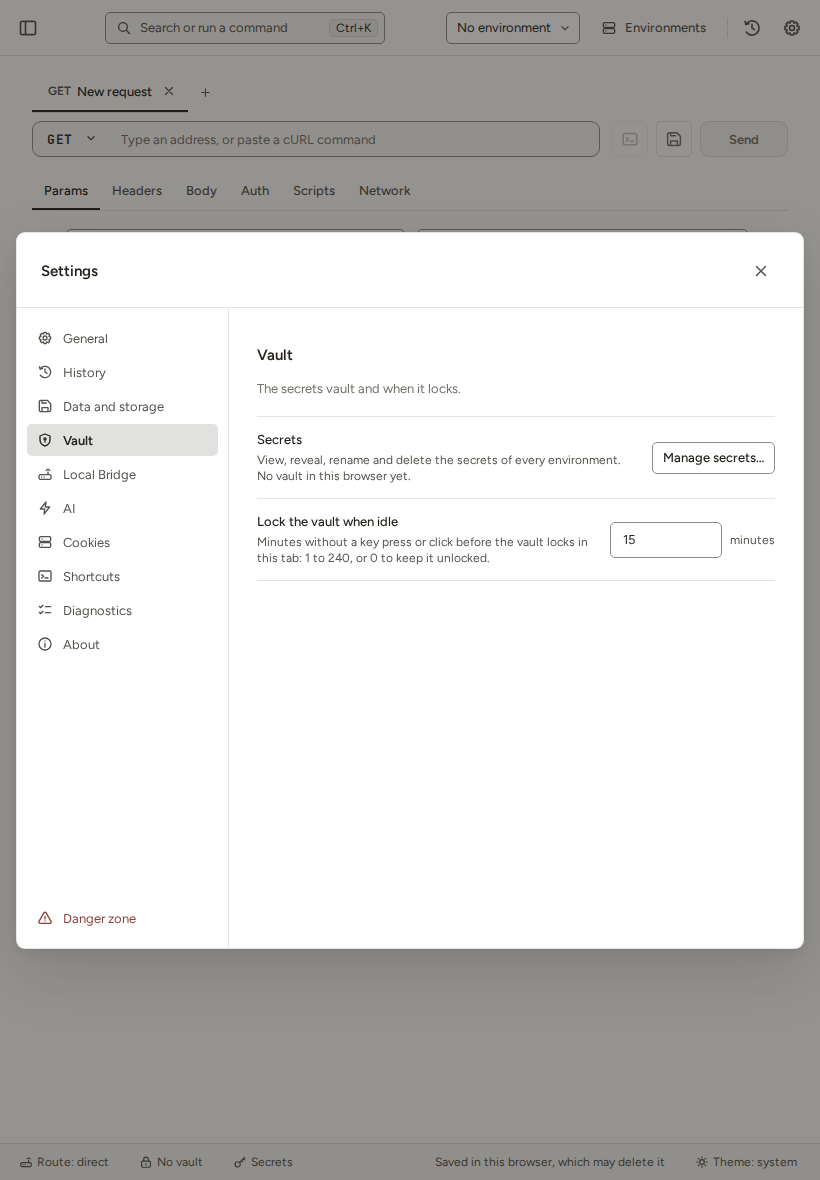 Search or run a command
Ctrl+K
No environment
Environments
GET New request
GET
Type an address, or paste a cURL command
Send
Params
Headers
Body
Auth
Scripts
Network
Settings
General
History
Data and storage
Vault
Local Bridge
AI
Cookies
Shortcuts
Diagnostics
About
Danger zone
Vault
The secrets vault and when it locks.
Secrets
View, reveal, rename and delete the secrets of every environment.
No vault in this browser yet.
Manage secrets...
Lock the vault when idle
Minutes without a key press or click before the vault locks in
this tab: 1 to 240, or 0 to keep it unlocked.
15
minutes
Route: direct
No vault
Secrets
Saved in this browser, which may delete it
Theme: system